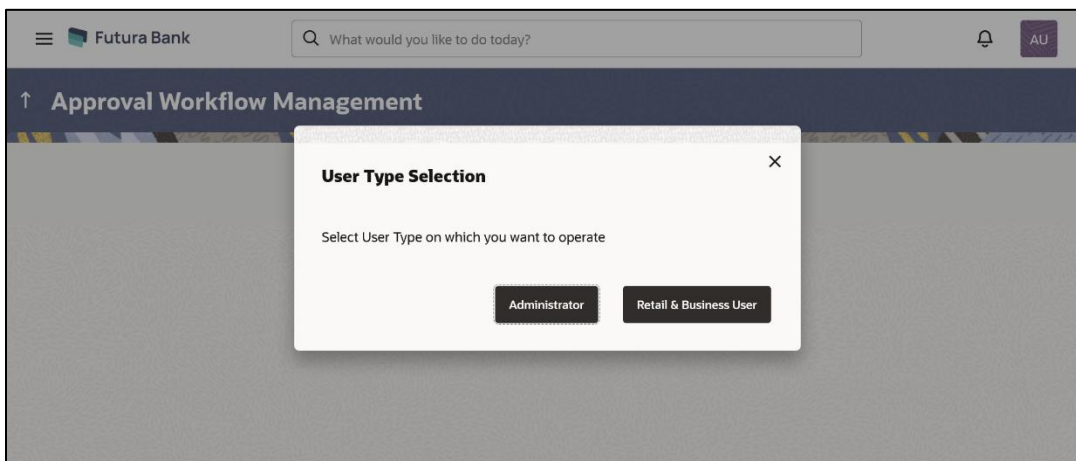 Futura Bank
What would you like to do today?
AU
Approval Workflow Management
User Type Selection
Select User Type on which you want to operate
Administrator
Retail & Business User